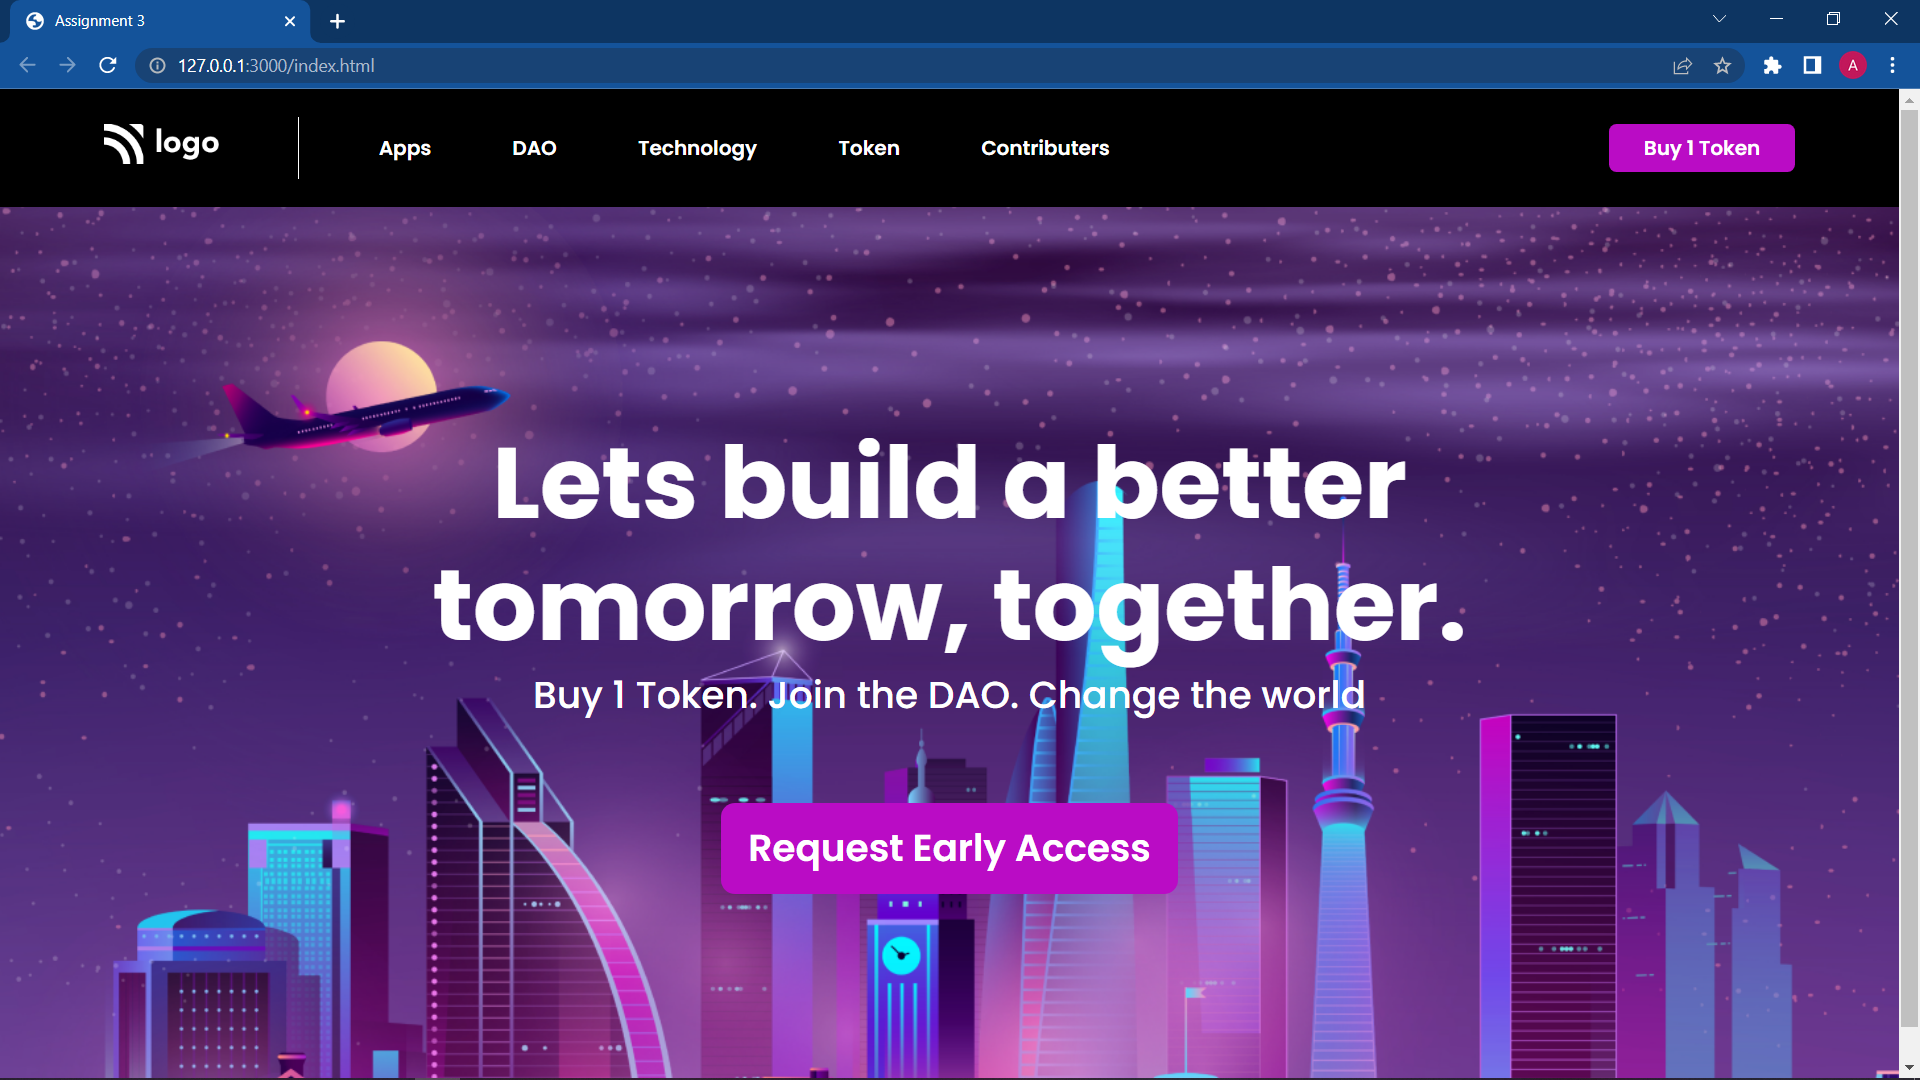 Assignment 3
127.0.0.1:3000/index.html
A
logo
Apps
DAO
Technology
Token
Contributers
Buy 1 Token
Lets build a better
tomorrow, together.
Buy 1 Token. Join the DAO. Change the world
Request Early Access